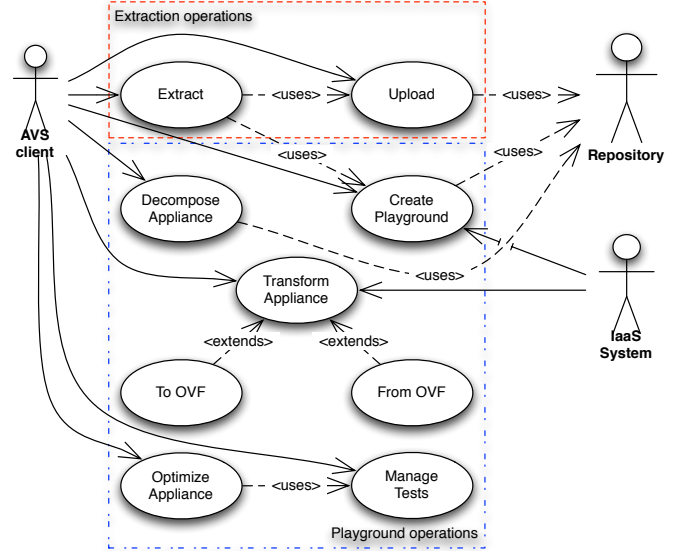 Extraction operations
Extract
<uses>
Upload
<uses>
AVS
client
Repository
<uses>
<uses>
Decompose
Appliance
Create
Playground
<uses>
Transform
Appliance
IaaS
System
<extends>
<extends>
To OVF
From OVF
Optimize
Appliance
<uses>
Manage
Tests
Playground operations